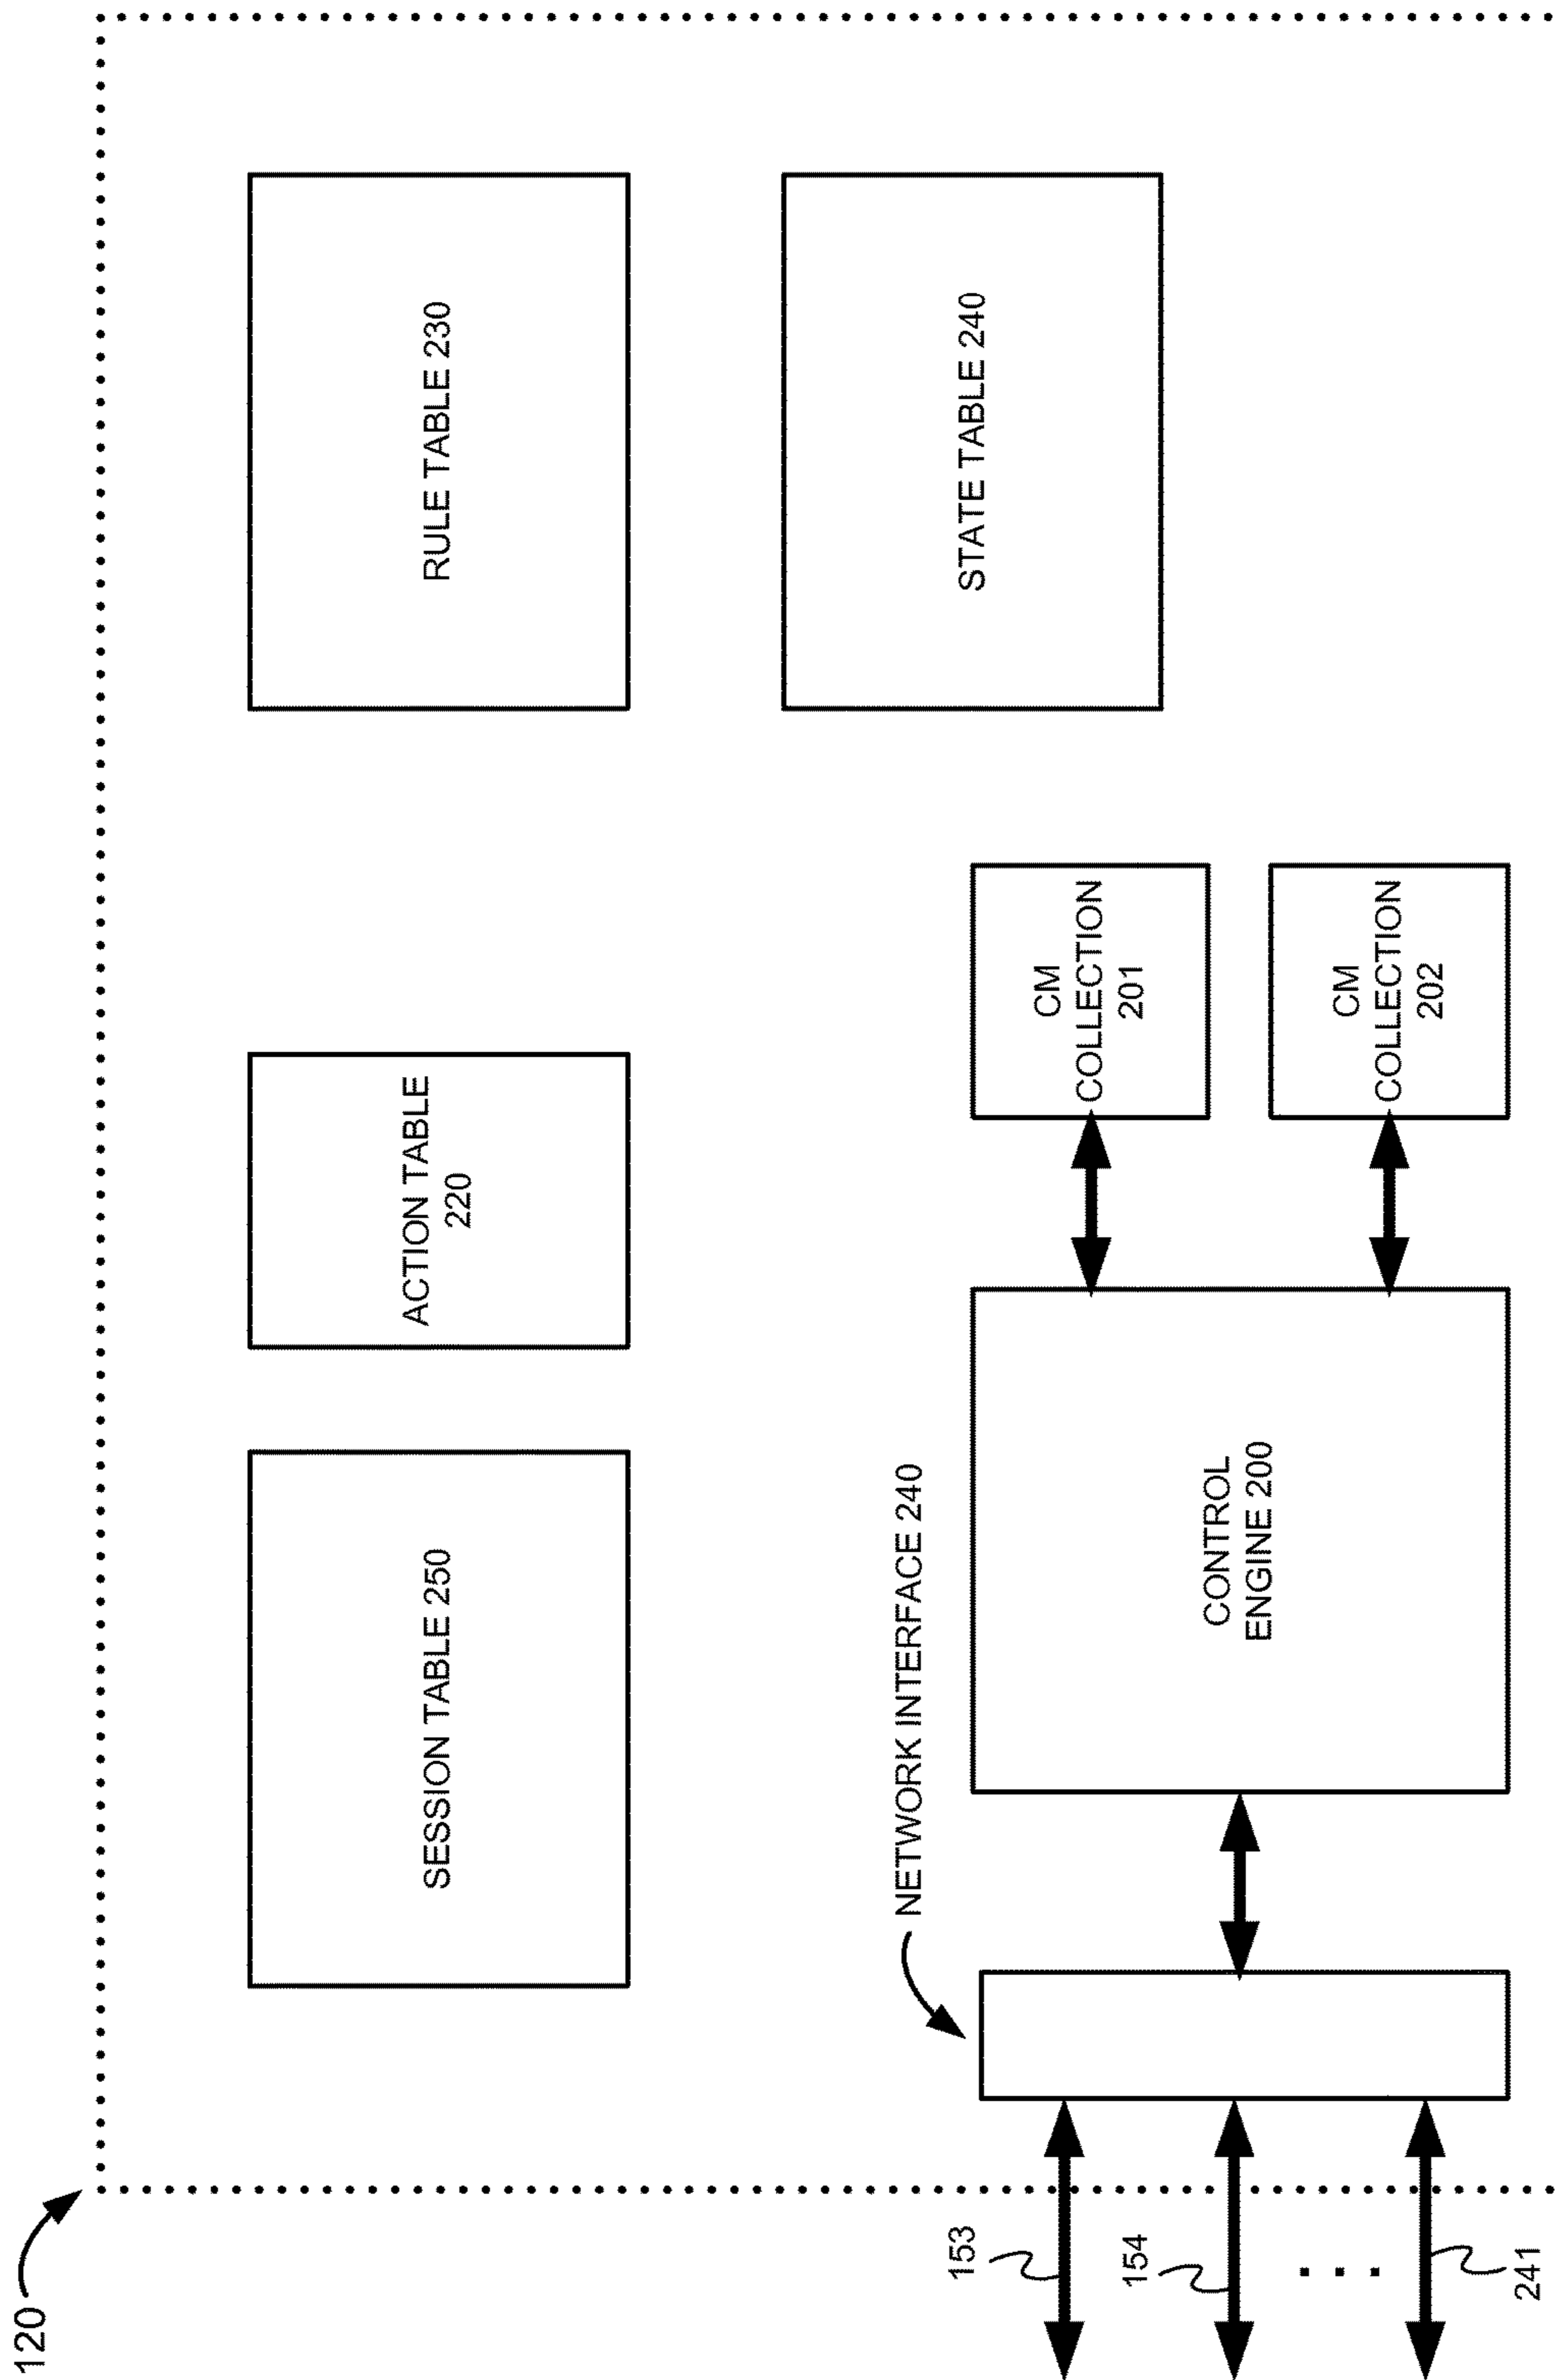 120
SESSION TABLE 250
ACTION TABLE
220
RULE TABLE 230
STATE TABLE 240
NETWORK INTERFACE 240
153
154
. . .
241
CONTROL
ENGINE 200
CM
COLLECTION
201
CM
COLLECTION
202